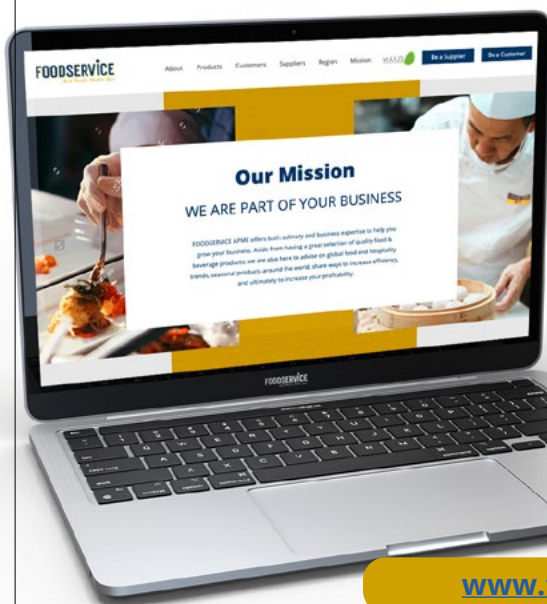 FOODSERVICE
About Products Customers Suppliers Region Mission Be a Supplier Be a Customer
Our Mission
WE ARE PART OF YOUR BUSINESS
FOODSERVICE APME offers both culinary and business expertise to help you
grow your business. Aside from having a great selection of quality food &
beverage products; we are also here to advise on global food and hospitality
trends, seasonal products around the world, share ways to increase efficiency,
and ultimately to increase your profitability.
FOODSERVICE
www.